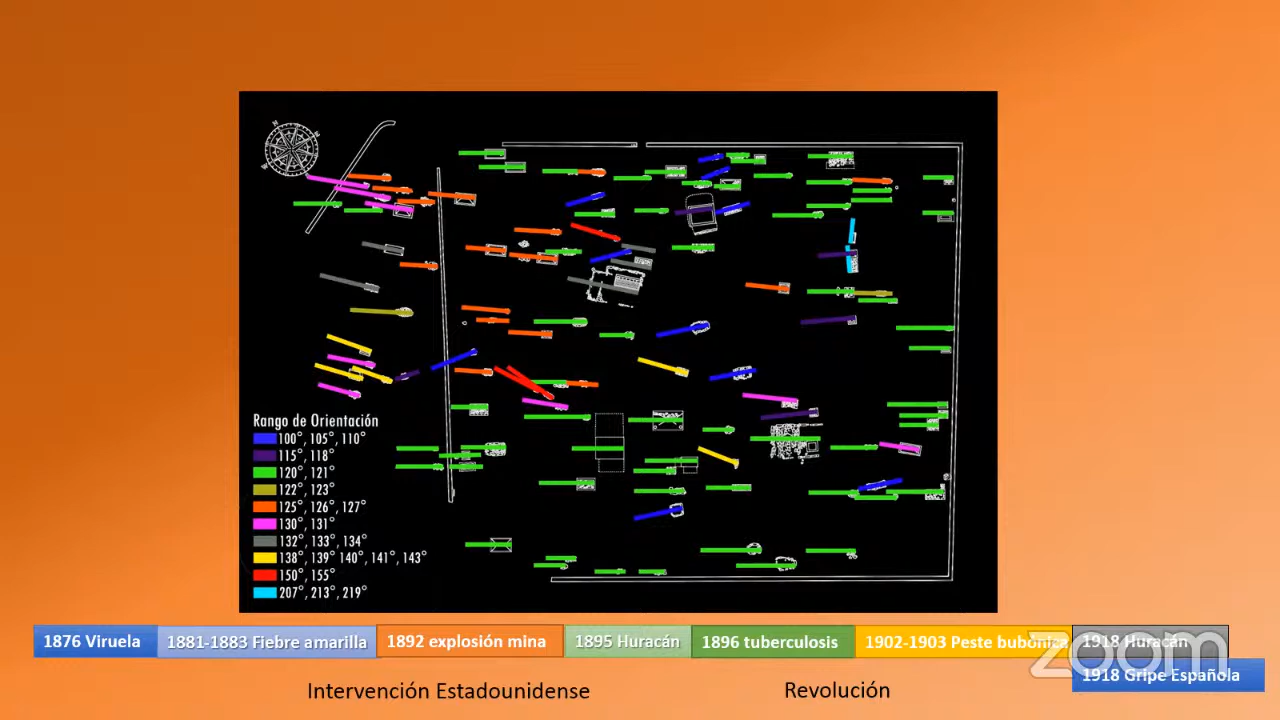 Rango de Orientación
100°, 105°, 110°
115°, 118°
120°, 121°
122°, 123°
125°, 126°, 127°
130°, 131°
132°, 133°, 134°
138°, 139° 140°, 141°, 143°
150°, 155°
207°, 213°, 219°
1876 Viruela
1881-1883 Fiebre amarilla
1892 explosión mina
1895 Huracán
1896 tuberculosis
1902-1903 Peste bubónica
1918 Huracán
zoom
1918 Gripe Española
Intervención Estadounidense
Revolución